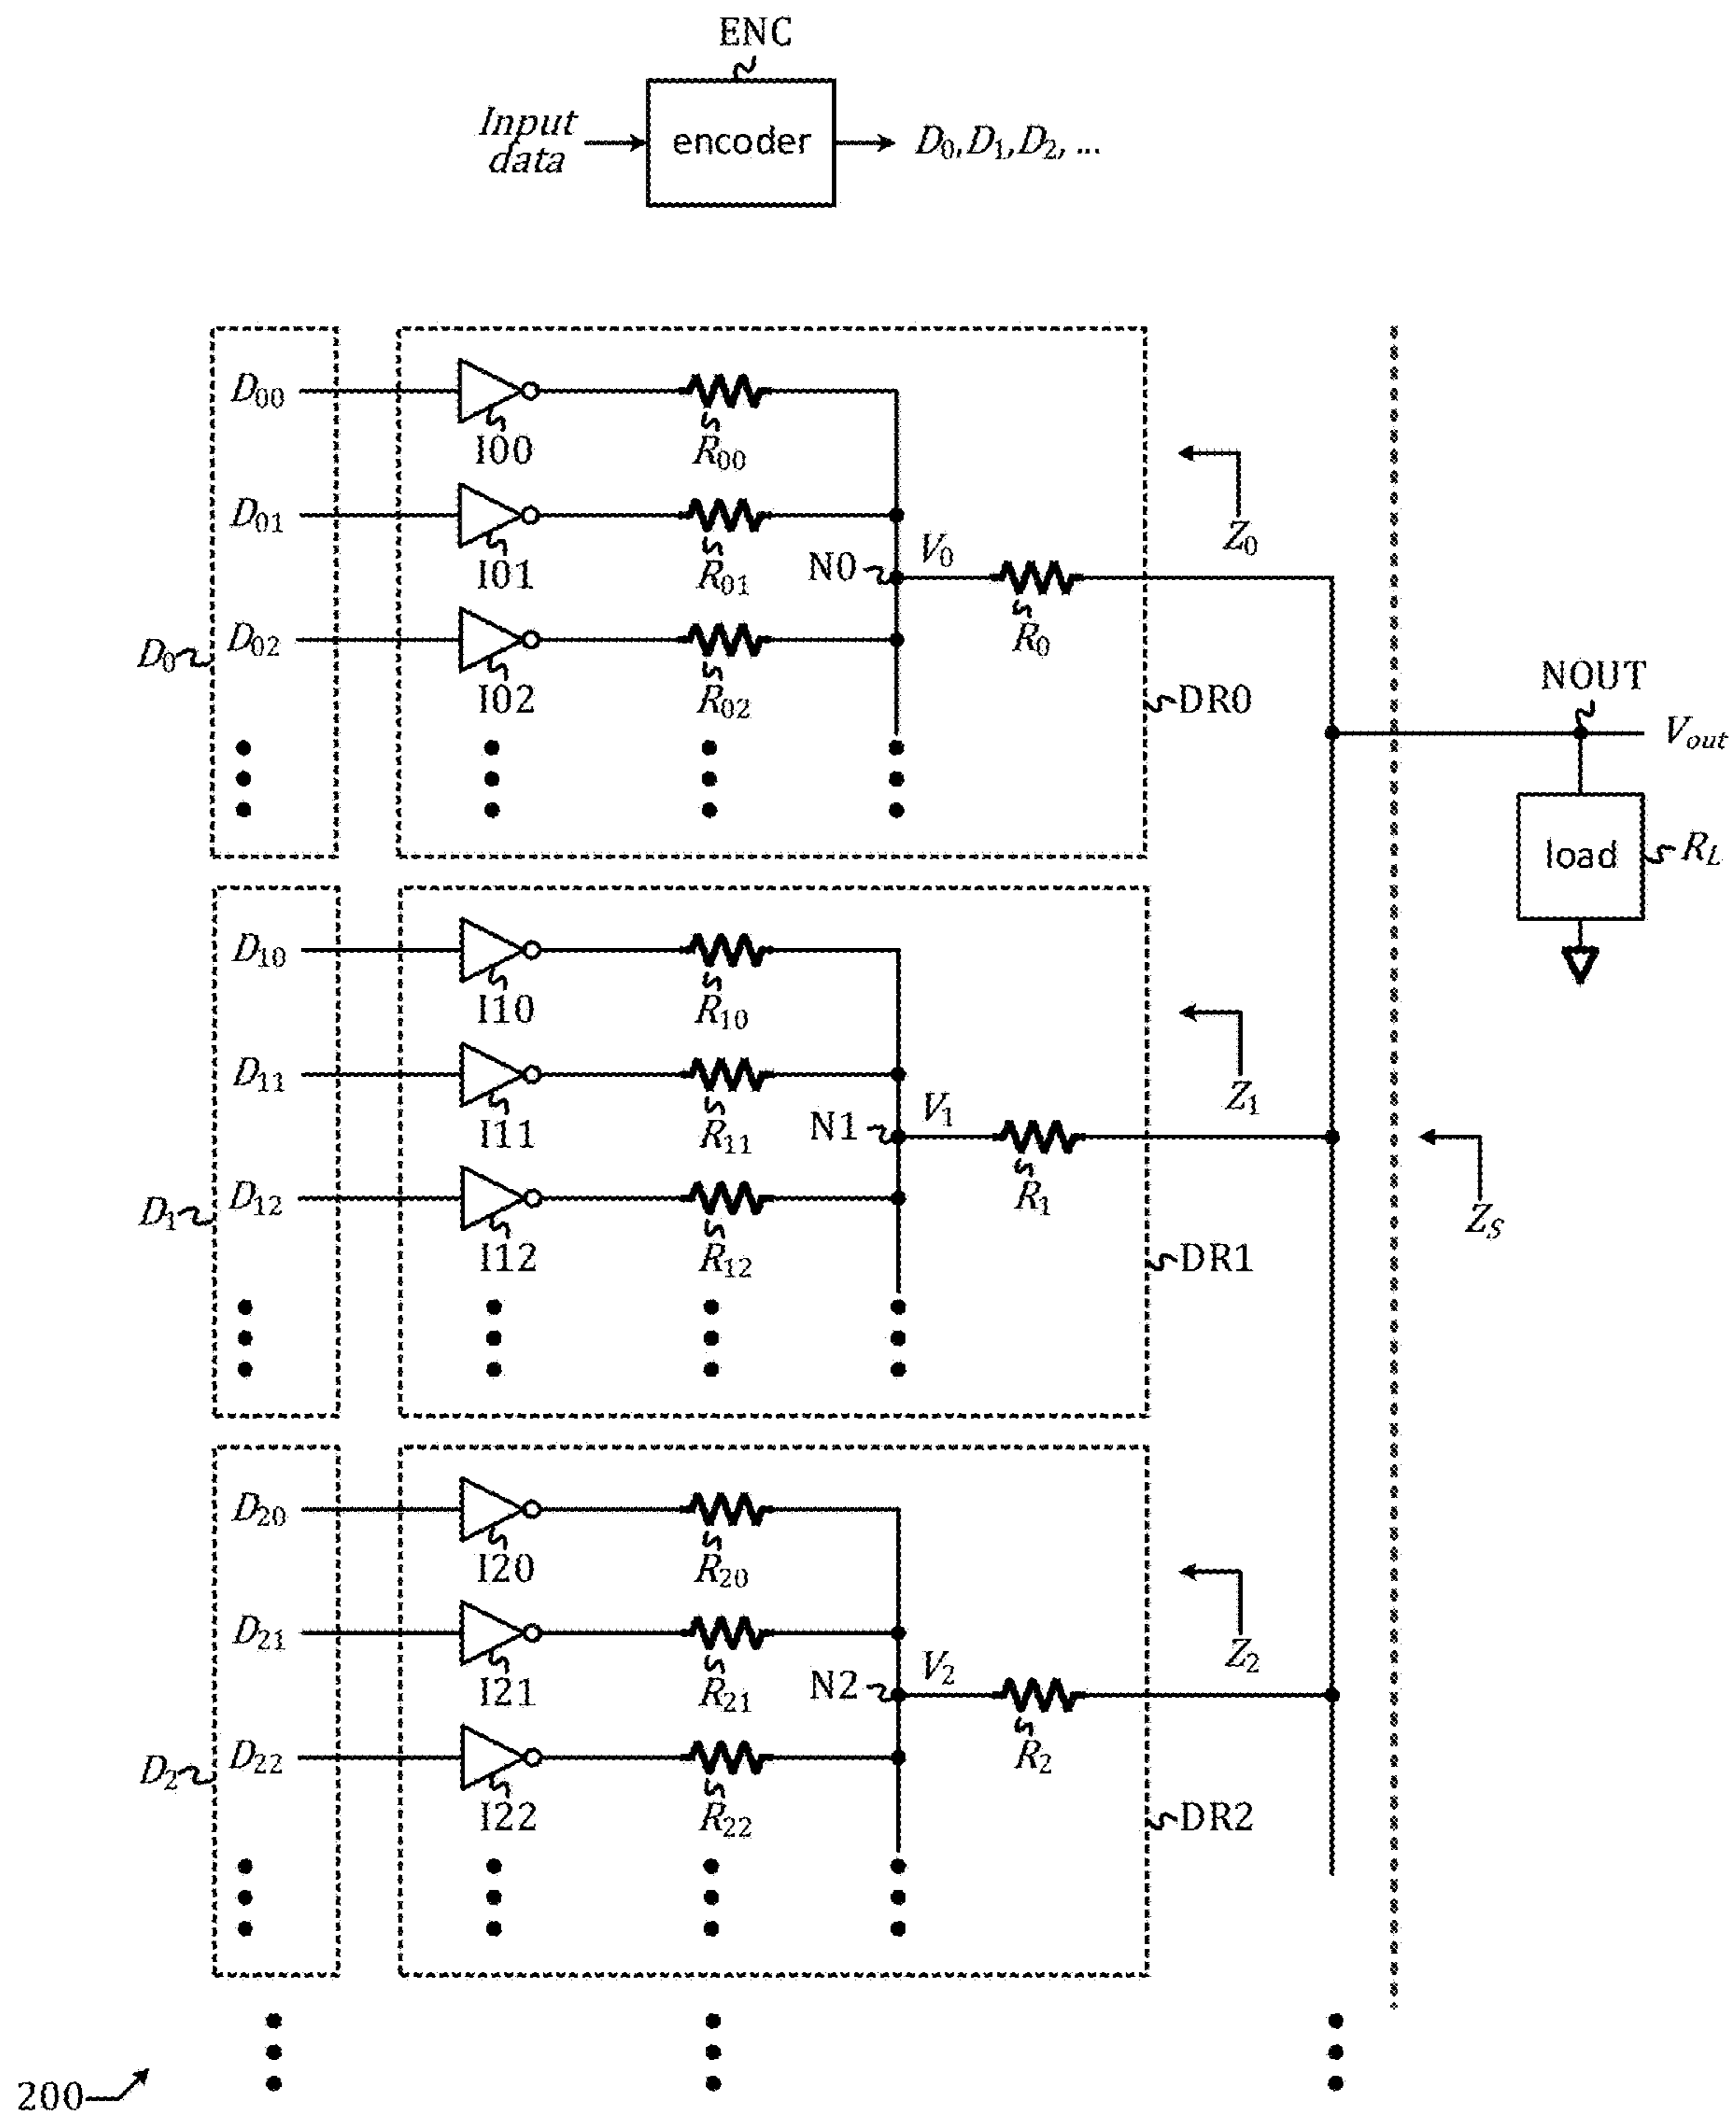 ENC
Input data
encoder
D₀,D₁,D₂, ...
D₀₀
I00
R₀₀
Z₀
D₀₁
I01
R₀₁
N0
V₀
R₀
D₀
D₀₂
I02
R₀₂
DR0
NOUT
Vout
load
R_L
D₁₀
I10
R₁₀
Z₁
D₁₁
I11
R₁₁
N1
V₁
R₁
D₁
D₁₂
I12
R₁₂
DR1
Z_S
D₂₀
I20
R₂₀
Z₂
D₂₁
I21
R₂₁
N2
V₂
R₂
D₂
D₂₂
I22
R₂₂
DR2
200